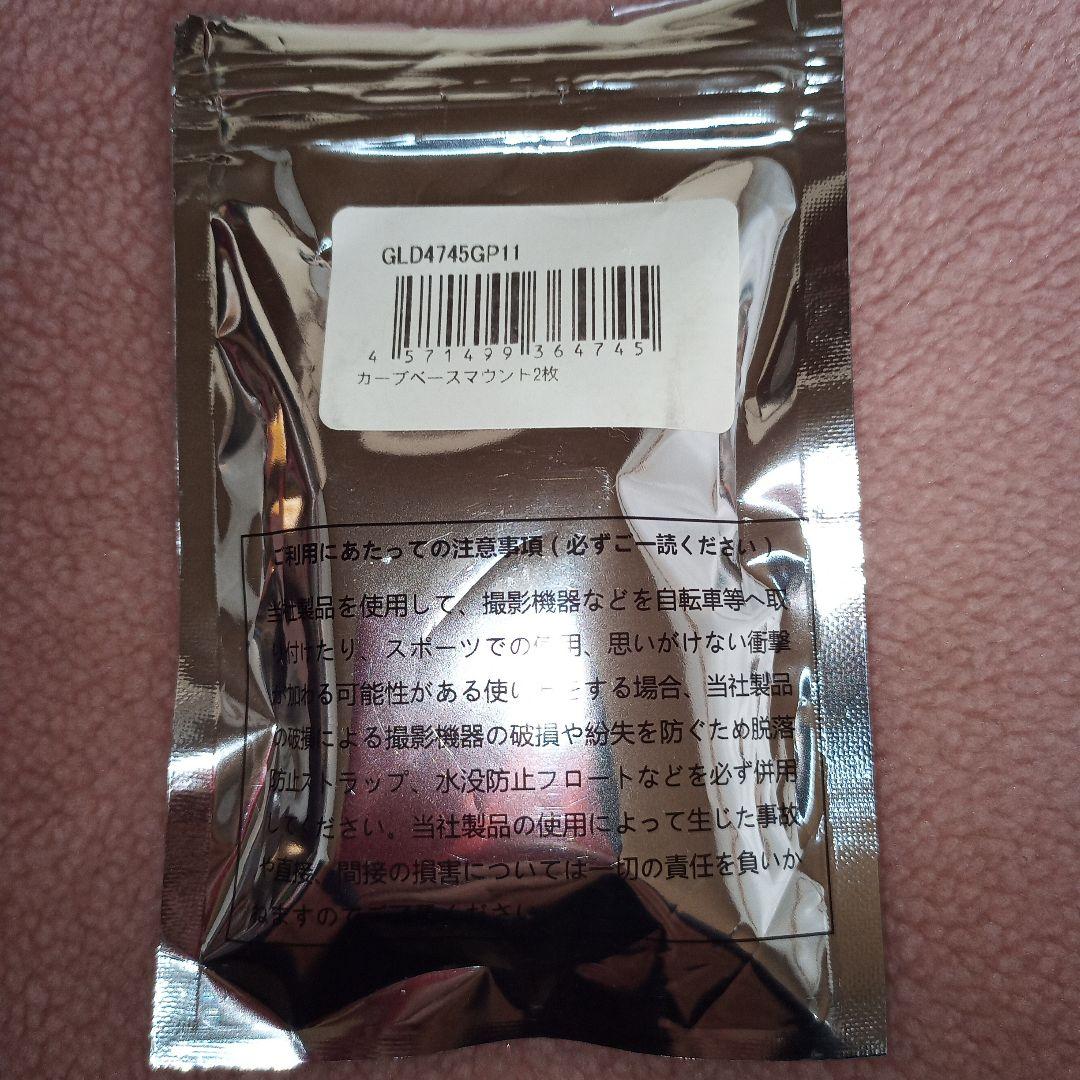 GLD4745GP11
4 571499 364745
カーブベースマウント2枚
ご利用にあたっての注意事項 ( 必ずご一読ください )
当社製品を使用して、撮影機器などを自転車等へ取
り付けたり、スポーツでの使用、思いがけない衝撃
が加わる可能性がある使い方をする場合、当社製品
の破損による撮影機器の破損や紛失を防ぐため脱落
防止ストラップ、水没防止フロートなどを必ず併用
してください。当社製品の使用によって生じた事故
や直接、間接の損害については一切の責任を負いか
ねますので